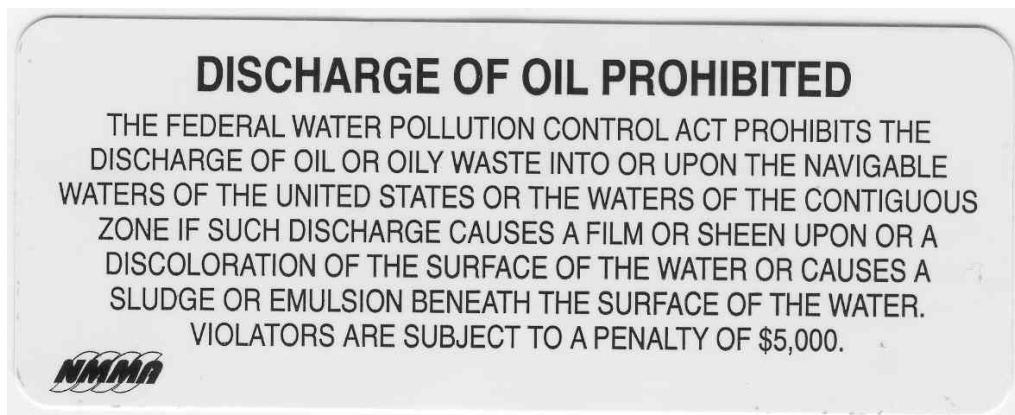 DISCHARGE OF OIL PROHIBITED
THE FEDERAL WATER POLLUTION CONTROL ACT PROHIBITS THE
DISCHARGE OF OIL OR OILY WASTE INTO OR UPON THE NAVIGABLE
WATERS OF THE UNITED STATES OR THE WATERS OF THE CONTIGUOUS
ZONE IF SUCH DISCHARGE CAUSES A FILM OR SHEEN UPON OR A
DISCOLORATION OF THE SURFACE OF THE WATER OR CAUSES A
SLUDGE OR EMULSION BENEATH THE SURFACE OF THE WATER.
VIOLATORS ARE SUBJECT TO A PENALTY OF $5,000.
NMMA